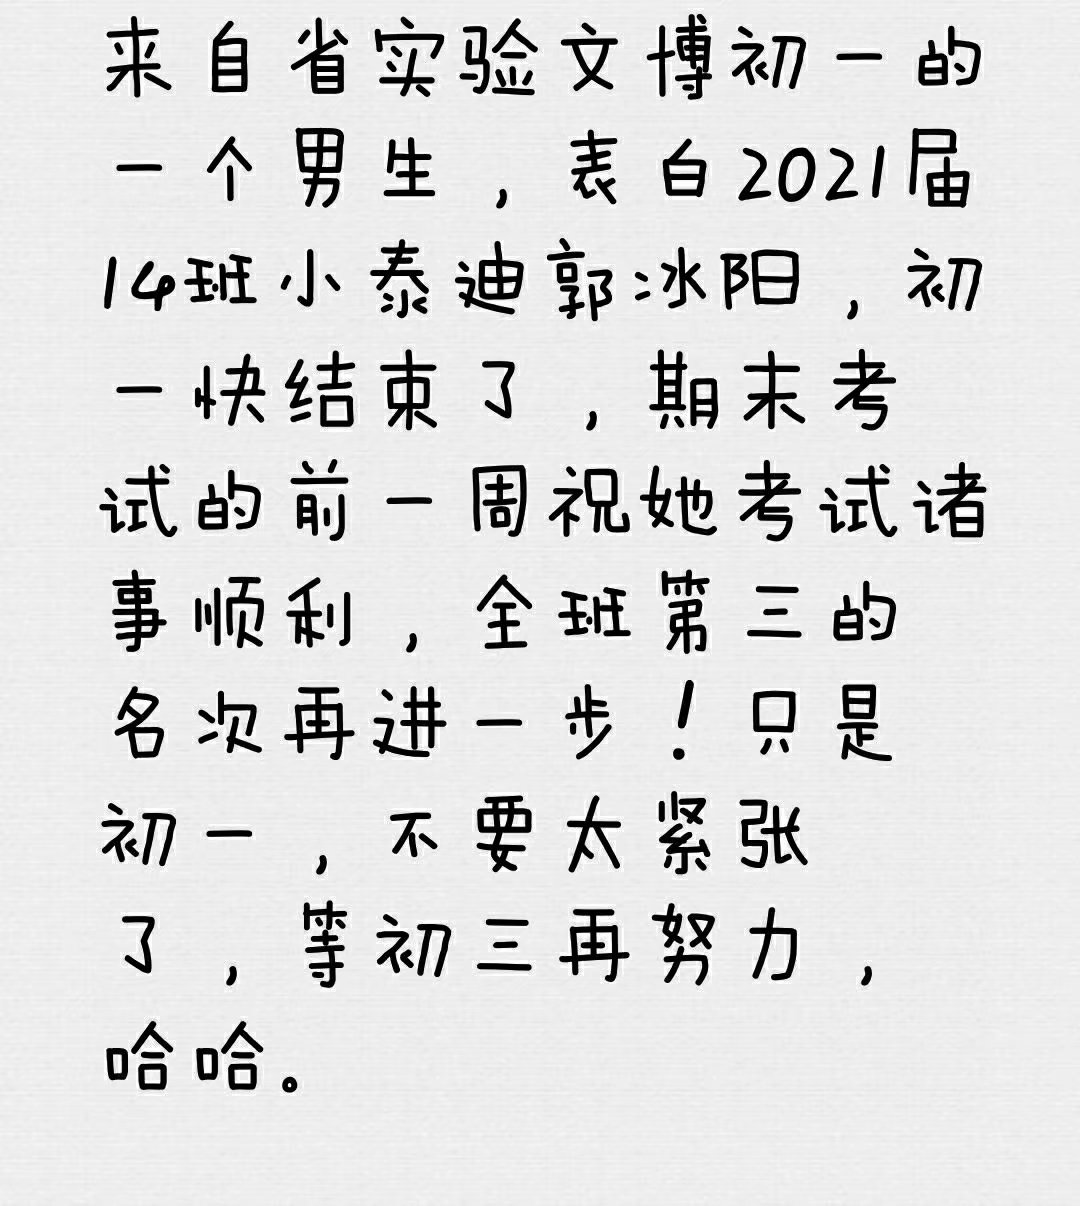 来自省实验文博初一的
一个男生，表白2021届
14班小泰迪郭冰阳，初
一快结束了，期末考
试的前一周祝她考试诸
事顺利，全班第三的
名次再进一步！只是
初一，不要太紧张
了，等初三再努力，
哈哈。